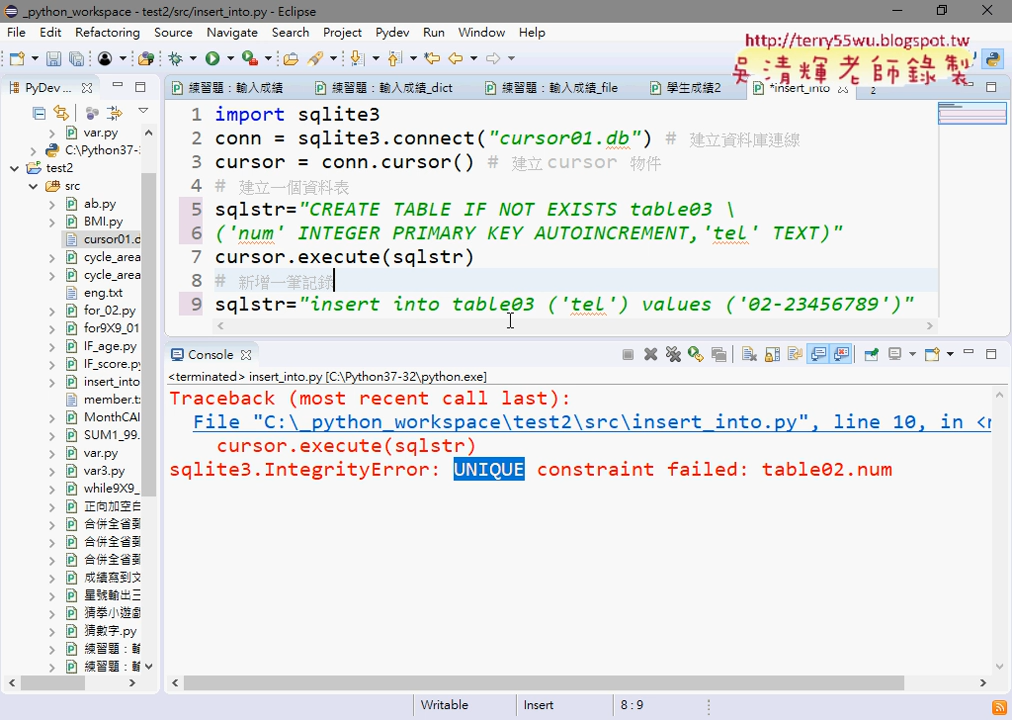 _python_workspace - test2/src/insert_into.py - Eclipse
File Edit Refactoring Source Navigate Search Project Pydev Run Window Help
http://terry55wu.blogspot.tw
吳清輝老師錄製
PyDev...
練習題：輸入成績
練習題：輸入成績_dict
練習題：輸入成績_file
學生成績2
*insert_into
2
var.py
C:\Python37-
test2
src
ab.py
BMI.py
cursor01.d
cycle_area
cycle_area
eng.txt
for_02.py
for9X9_01
IF_age.py
IF_score.p
insert_into
member.t
MonthCAI
SUM1_99.
var.py
var3.py
while9X9_
正向加空白
合併全省郵
合併全省郵
合併全省郵
成績寫到文
星號輸出三
猜拳小遊戲
猜數字.py
練習題：輸
練習題：輸
1 import sqlite3
2 conn = sqlite3.connect("cursor01.db") # 建立資料庫連線
3 cursor = conn.cursor() # 建立cursor 物件
4 # 建立一個資料表
5 sqlstr="CREATE TABLE IF NOT EXISTS table03 \
6 ('num' INTEGER PRIMARY KEY AUTOINCREMENT,'tel' TEXT)"
7 cursor.execute(sqlstr)
8 # 新增一筆記錄
9 sqlstr="insert into table03 ('tel') values ('02-23456789')"
Console
<terminated> insert_into.py [C:\Python37-32\python.exe]
Traceback (most recent call last):
File "C:\_python_workspace\test2\src\insert_into.py", line 10, in <
cursor.execute(sqlstr)
sqlite3.IntegrityError: UNIQUE constraint failed: table02.num
Writable Insert 8:9